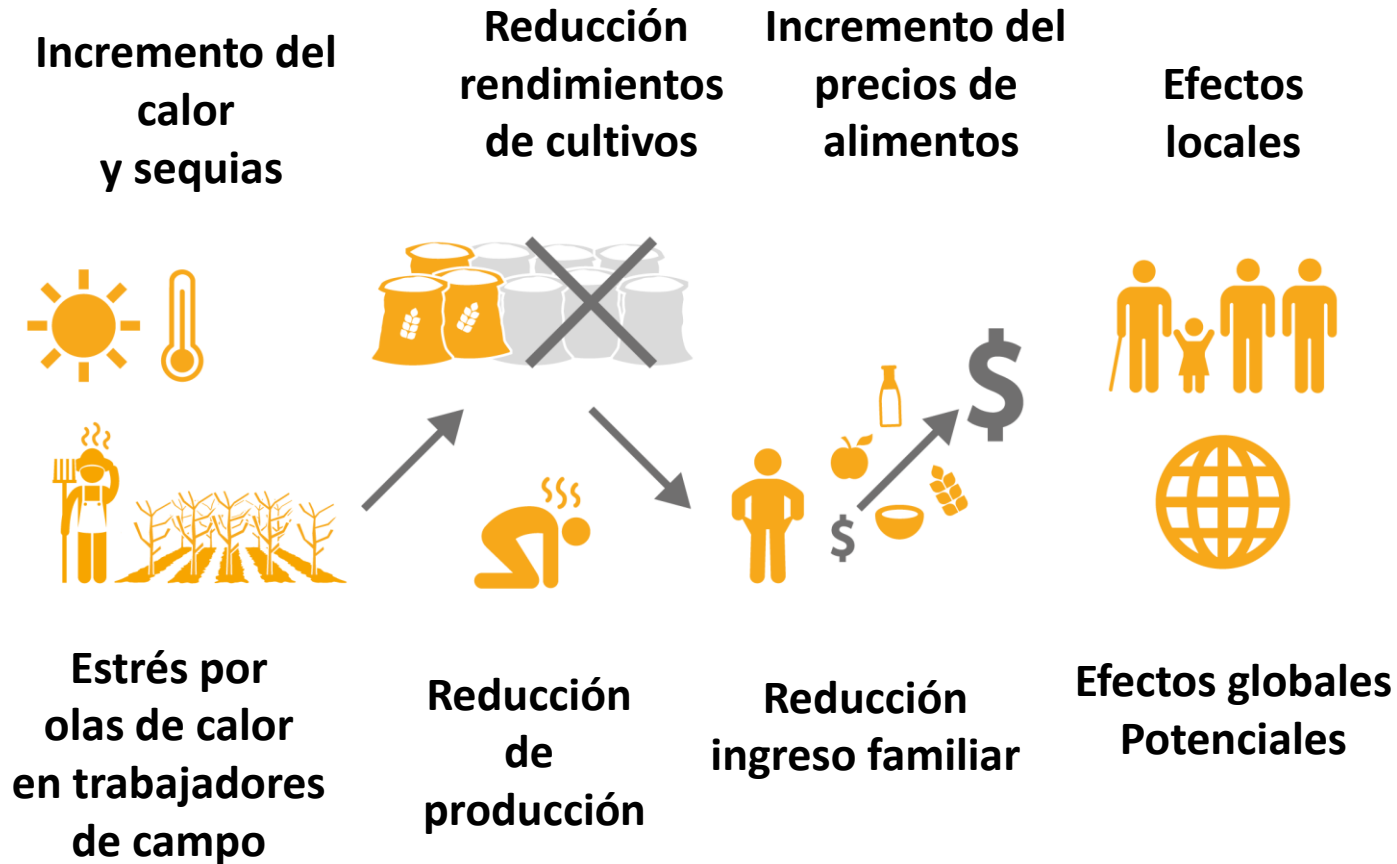 Incremento del
calor
y sequias
Reducción
rendimientos
de cultivos
Incremento del
precios de
alimentos
Efectos
locales
$
$
Estrés por
olas de calor
en trabajadores
de campo
Reducción
de
producción
Reducción
ingreso familiar
Efectos globales
Potenciales